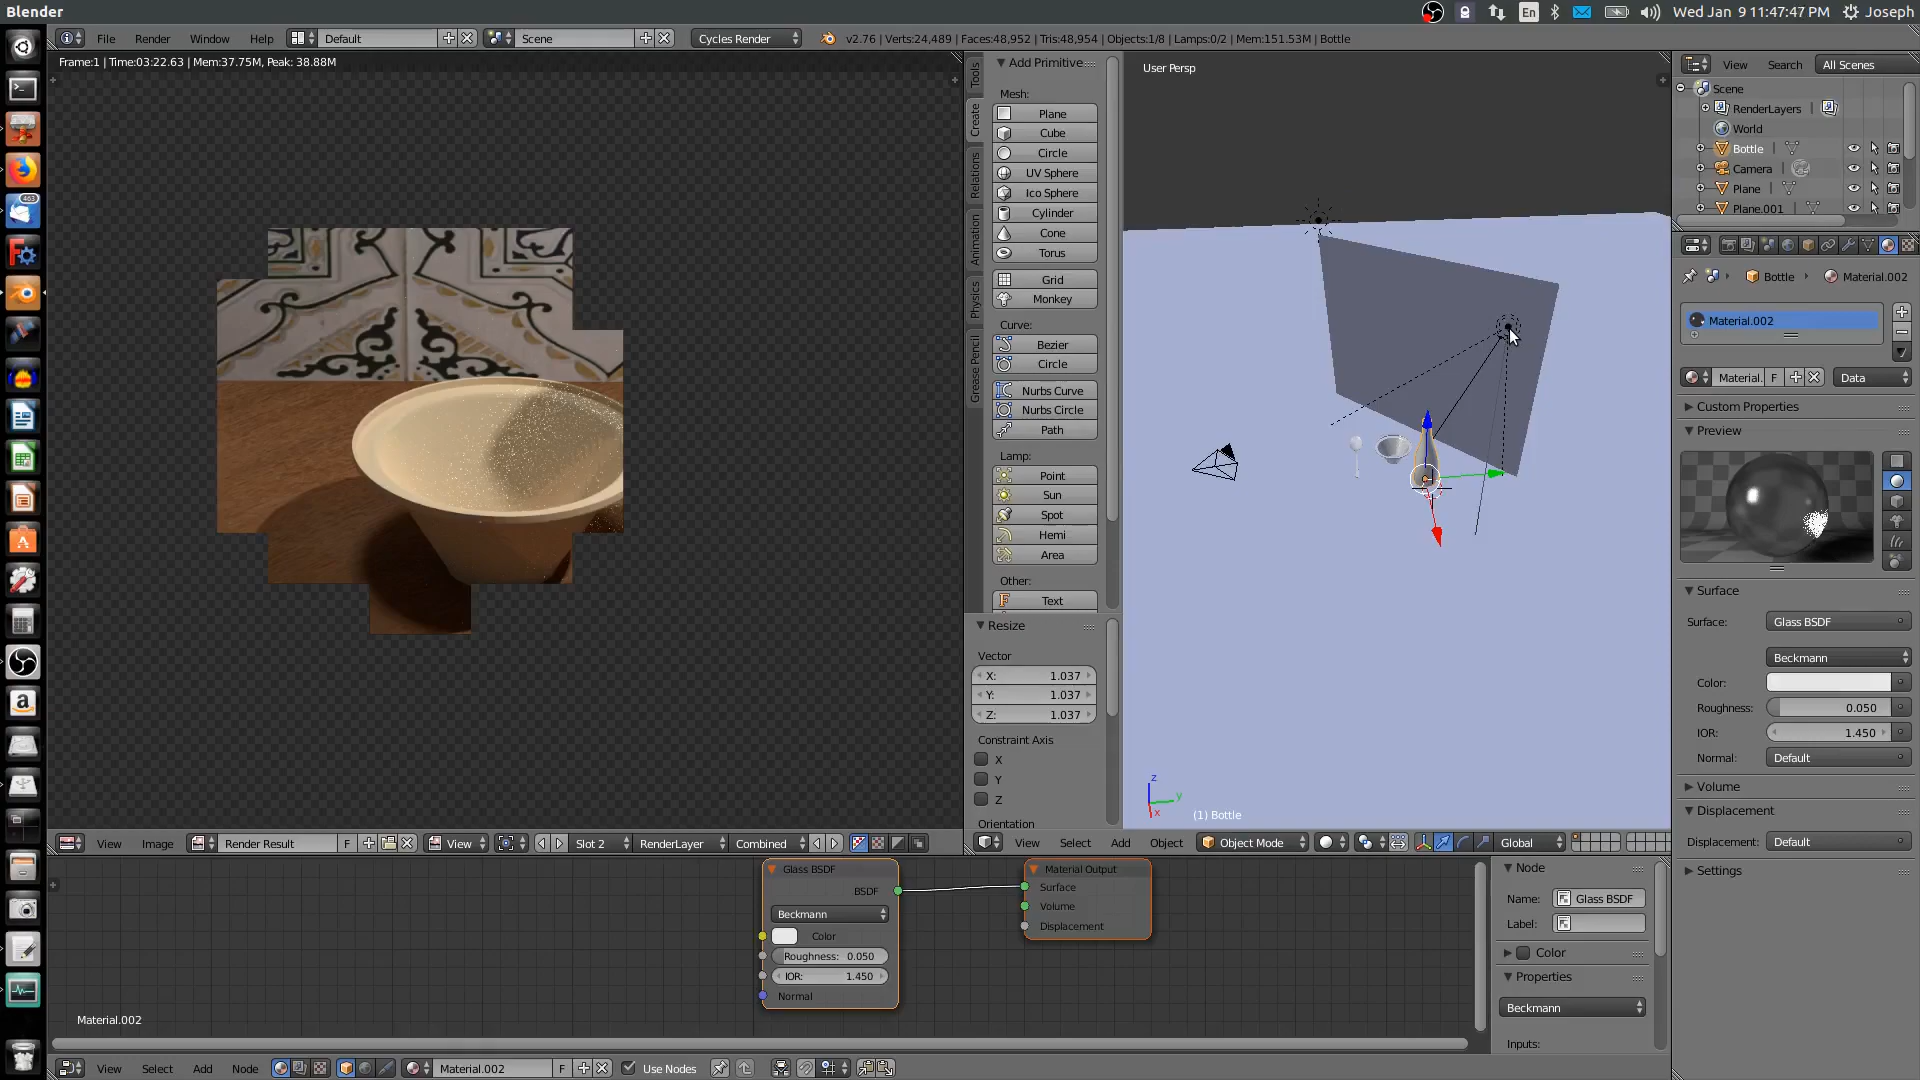 Blender
En
Wed Jan 9 11:47:47 PM
Joseph
File Render Window Help
Default
Scene
Cycles Render
v2.76 | Verts:24,489 | Faces:48,952 | Tris:48,954 | Objects:1/8 | Lamps:0/2 | Mem:151.53M | Bottle
Frame:1 | Time:03:22.63 | Mem:37.75M, Peak: 38.88M
Tools
Create
Relations
Animation
Physics
Grease Pencil
Add Primitive
Mesh:
Plane
Cube
Circle
UV Sphere
Ico Sphere
Cylinder
Cone
Torus
Grid
Monkey
Curve:
Bezier
Circle
Nurbs Curve
Nurbs Circle
Path
Lamp:
Point
Sun
Spot
Hemi
Area
Other:
Text
Resize
Vector
X: 1.037
Y: 1.037
Z: 1.037
Constraint Axis
X
Y
Z
Orientation
User Persp
(1) Bottle
View Search All Scenes
Scene
RenderLayers
World
Bottle
Camera
Plane
Plane.001
Bottle
Material.002
Material.002
Material. F
Data
Custom Properties
Preview
Surface
Surface: Glass BSDF
Beckmann
Color:
Roughness: 0.050
IOR: 1.450
Normal: Default
Volume
Displacement
Displacement: Default
Settings
View Image
Render Result F
View
Slot 2
RenderLayer
Combined
View Select Add Object
Object Mode
Global
Glass BSDF
BSDF
Beckmann
Color
Roughness: 0.050
IOR: 1.450
Normal
Material Output
Surface
Volume
Displacement
Material.002
Node
Name: Glass BSDF
Label:
Color
Properties
Beckmann
Inputs:
View Select Add Node
Material.002 F
Use Nodes